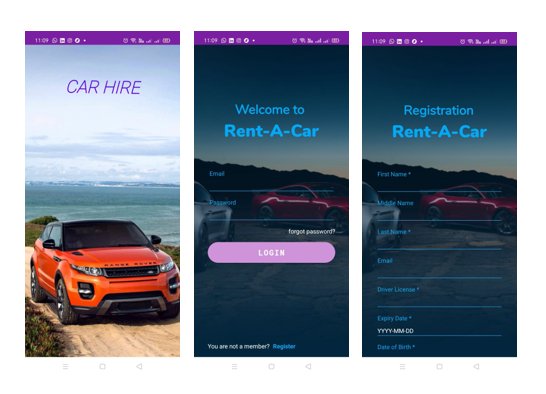 11:09
CAR HIRE
RANGE ROVER
11:09
Welcome to
Rent-A-Car
Email
Password
forgot password?
LOGIN
You are not a member? Register
11:09
Registration
Rent-A-Car
First Name *
Middle Name
Last Name *
Email
Driver License *
Expiry Date *
YYYY-MM-DD
Date of Birth *